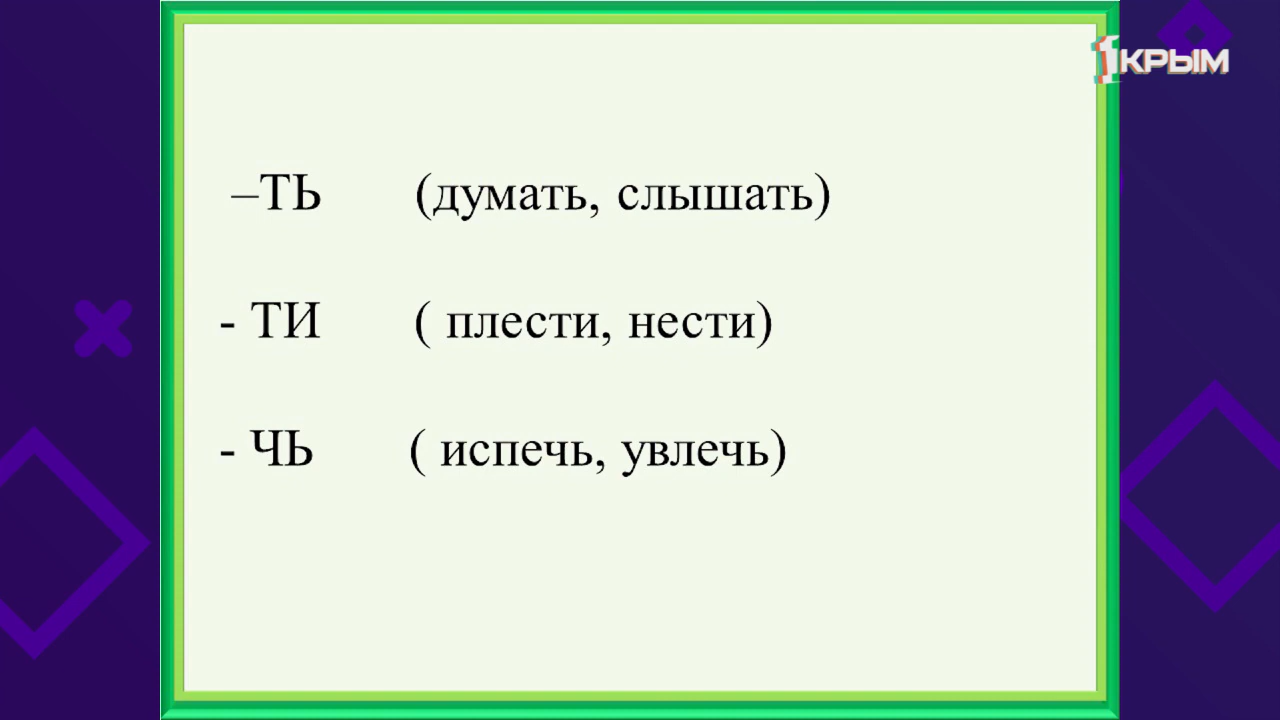 1КРЫМ
–ТЬ (думать, слышать)
- ТИ ( плести, нести)
- ЧЬ ( испечь, увлечь)